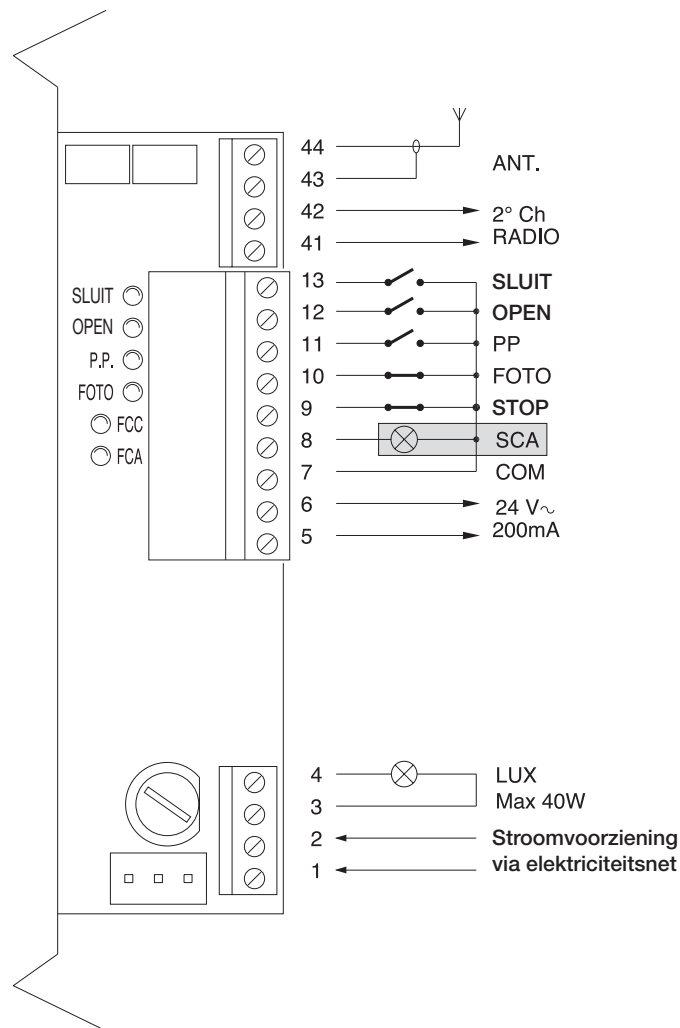 44
43
ANT.
42
2° Ch
41
RADIO
SLUIT
13
SLUIT
OPEN
12
OPEN
P.P.
11
PP
FOTO
10
FOTO
FCC
9
STOP
FCA
8
SCA
7
COM
6
24 V~
5
200mA
4
LUX
3
Max 40W
2
Stroomvoorziening
1
via elektriciteitsnet